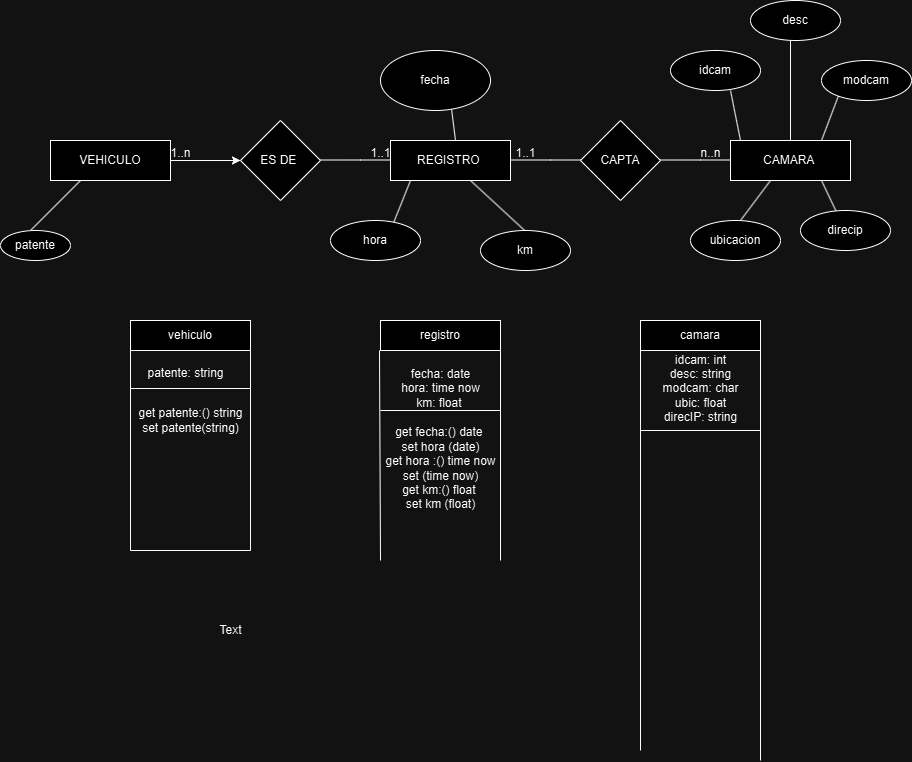 desc
idcam
fecha
modcam
VEHICULO
1..n
ES DE
1..1
REGISTRO
1..1
CAPTA
n..n
CAMARA
patente
hora
km
ubicacion
direcip
vehiculo
patente: string
get patente:() string
set patente(string)
registro
fecha: date
hora: time now
km: float
get fecha:() date
set hora (date)
get hora :() time now
set (time now)
get km:() float
set km (float)
camara
idcam: int
desc: string
modcam: char
ubic: float
direcIP: string
Text